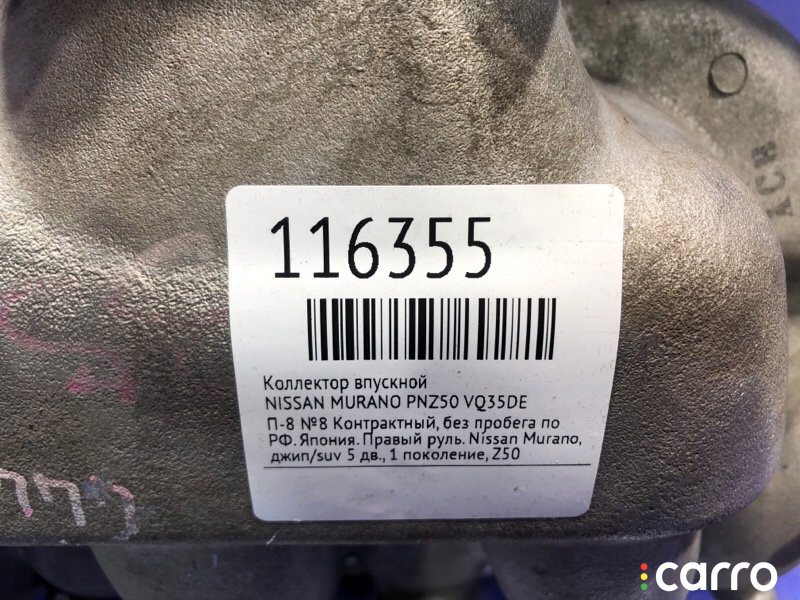 116355
Коллектор впускной
NISSAN MURANO PNZ50 VQ35DE
П-8 №8 Контрактный, без пробега по
РФ. Япония. Правый руль. Nissan Murano,
джип/suv 5 дв., 1 поколение, Z50
ACH
carro